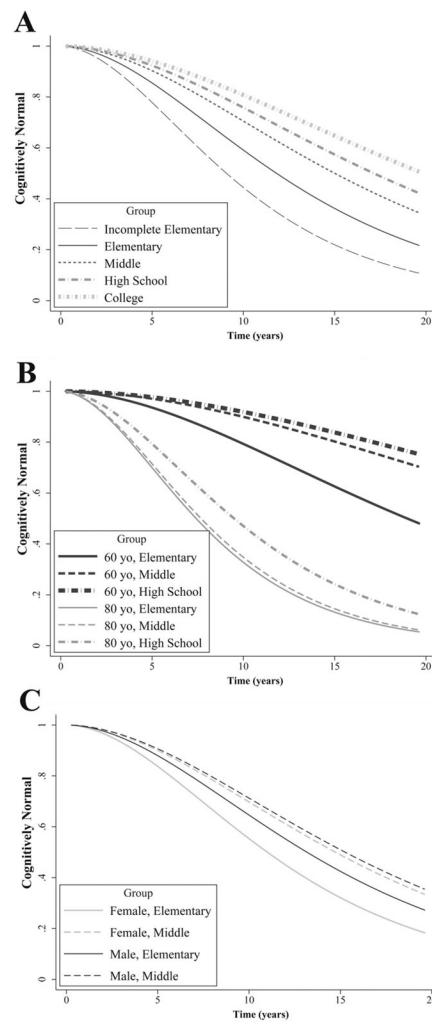 A
Cognitively Normal
1
.8
.6
.4
.2
0
Group
Incomplete Elementary
Elementary
Middle
High School
College
0 5 10 15 20
Time (years)
B
Cognitively Normal
1
.8
.6
.4
.2
0
Group
60 yo, Elementary
60 yo, Middle
60 yo, High School
80 yo, Elementary
80 yo, Middle
80 yo, High School
0 5 10 15 20
Time (years)
C
Cognitively Normal
1
.8
.6
.4
.2
0
Group
Female, Elementary
Female, Middle
Male, Elementary
Male, Middle
0 5 10 15 20
Time (years)